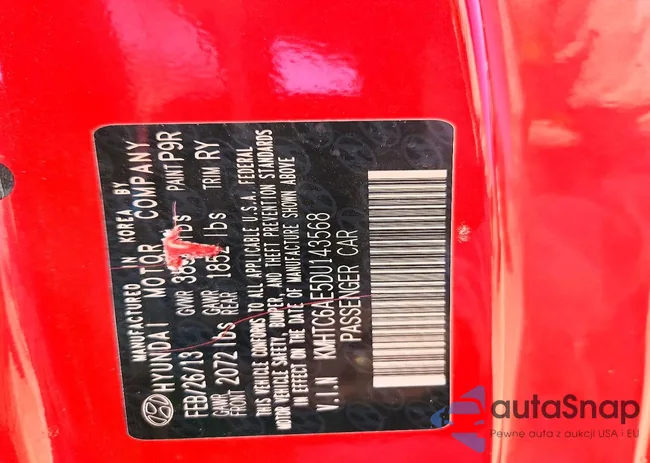 MANUFACTURED IN KOREA BY
HYUNDAI MOTOR COMPANY
FEB/28/13 GVWR lbs PAINT P9R
GAWR FRONT 2072 lbs GAWR REAR 1852 lbs TRIM RY
THIS VEHICLE CONFORMS TO ALL APPLICABLE U.S.A. FEDERAL
MOTOR VEHICLE SAFETY, BUMPER, AND THEFT PREVENTION STANDARDS
IN EFFECT ON THE DATE OF MANUFACTURE SHOWN ABOVE
V.I.N KMHTC6AE5DU143568
PASSENGER CAR
autaSnap
Pewne auta z aukcji USA i EU